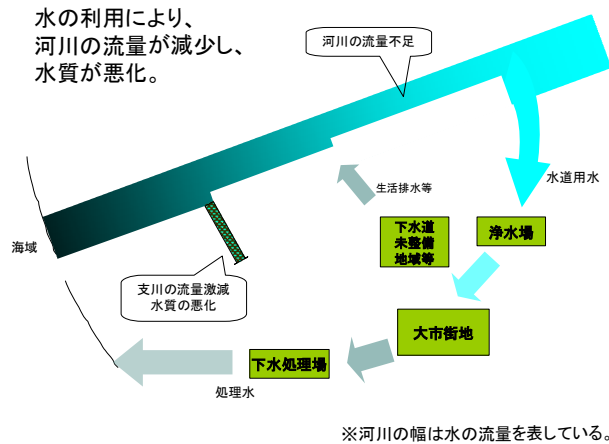 水の利用により、
河川の流量が減少し、
水質が悪化。
河川の流量不足
水道用水
生活排水等
下水道
未整備
地域等
浄水場
海域
支川の流量激減
水質の悪化
大市街地
下水処理場
処理水
※河川の幅は水の流量を表している。